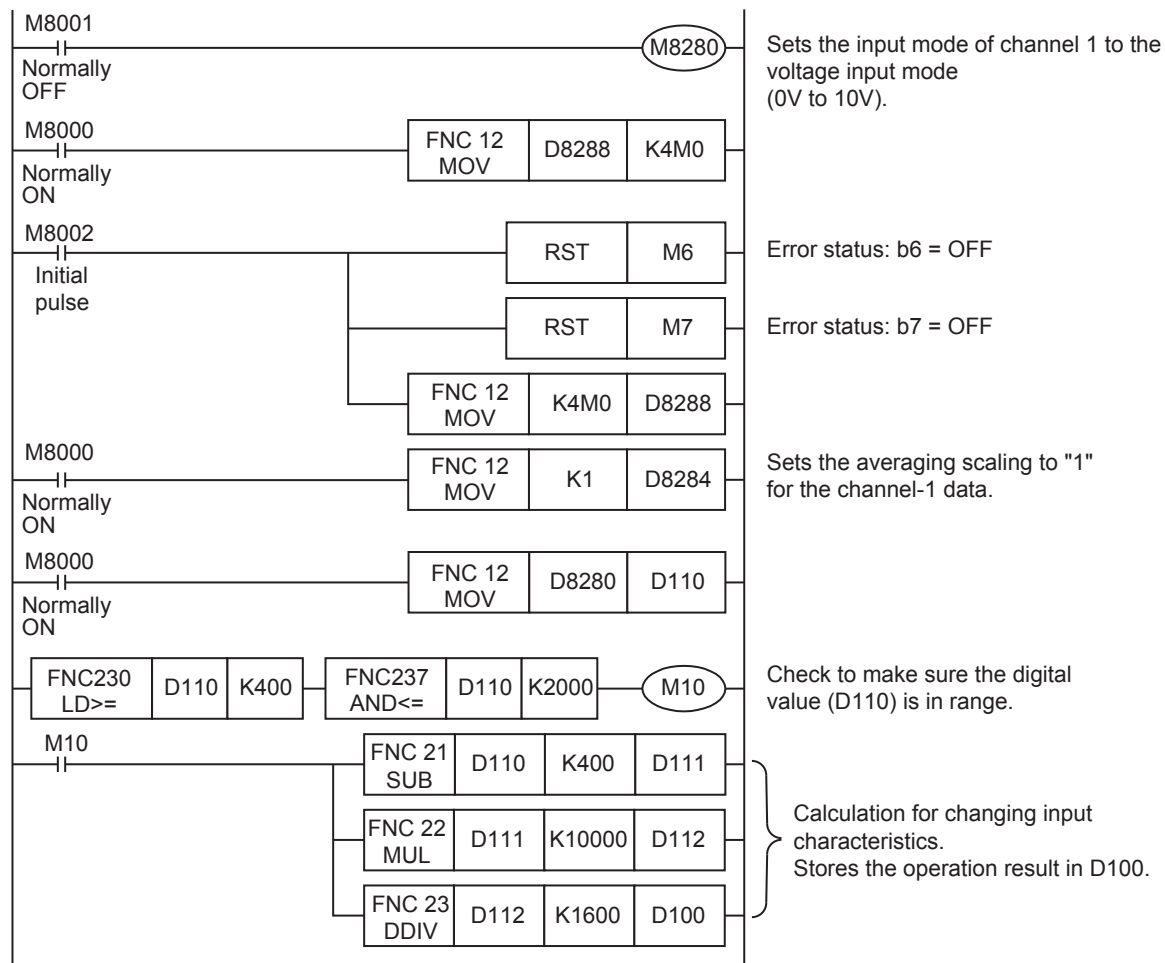 M8001
Normally
OFF
M8280
Sets the input mode of channel 1 to the
voltage input mode
(0V to 10V).
M8000
Normally
ON
FNC 12
MOV
D8288
K4M0
M8002
Initial
pulse
RST
M6
Error status: b6 = OFF
RST
M7
Error status: b7 = OFF
FNC 12
MOV
K4M0
D8288
M8000
Normally
ON
FNC 12
MOV
K1
D8284
Sets the averaging scaling to "1"
for the channel-1 data.
M8000
Normally
ON
FNC 12
MOV
D8280
D110
FNC230
LD>=
D110
K400
FNC237
AND<=
D110
K2000
M10
Check to make sure the digital
value (D110) is in range.
M10
FNC 21
SUB
D110
K400
D111
FNC 22
MUL
D111
K10000
D112
FNC 23
DDIV
D112
K1600
D100
Calculation for changing input
characteristics.
Stores the operation result in D100.